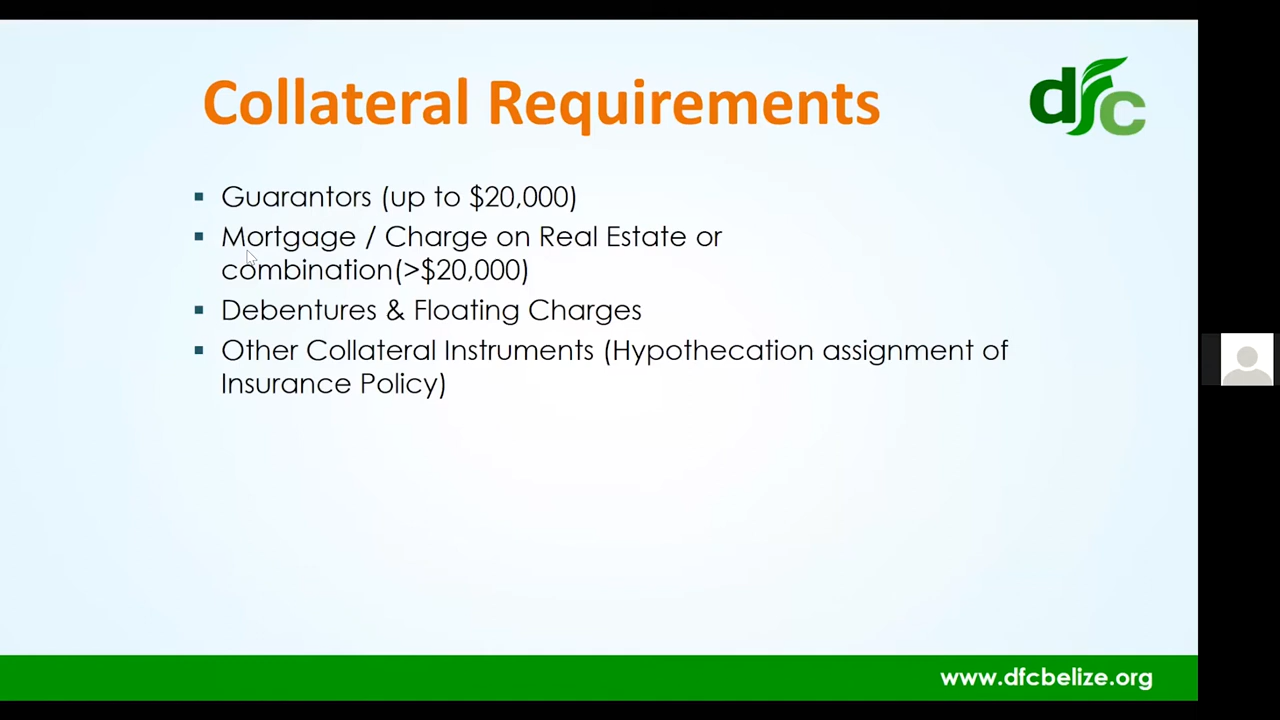 Collateral Requirements
dfc
▪ Guarantors (up to $20,000)
▪ Mortgage / Charge on Real Estate or
combination(>$20,000)
▪ Debentures & Floating Charges
▪ Other Collateral Instruments (Hypothecation assignment of
Insurance Policy)
www.dfcbelize.org